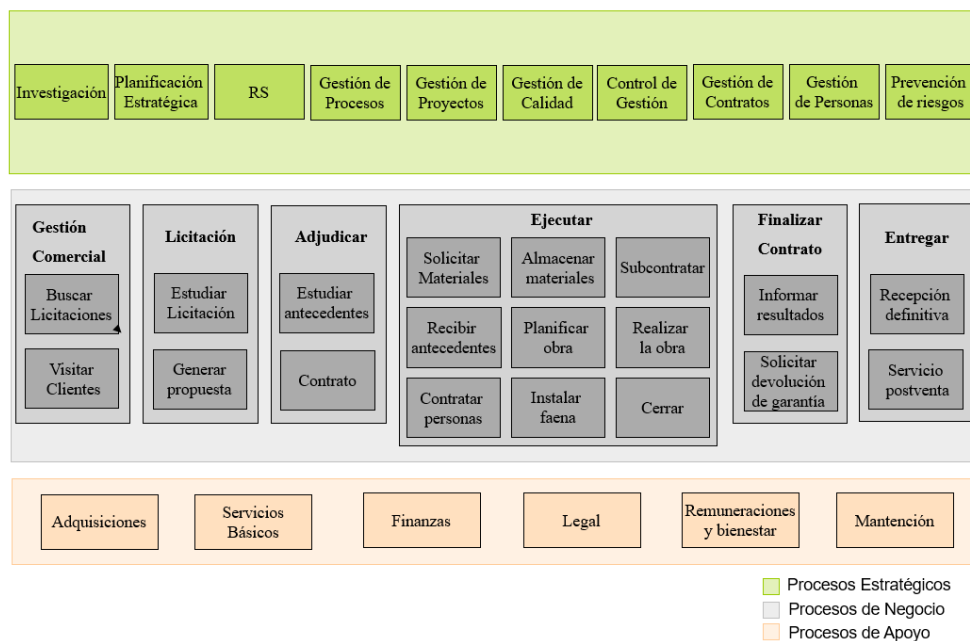 Investigación
Planificación
Estratégica
RS
Gestión de
Procesos
Gestión de
Proyectos
Gestión de
Calidad
Control de
Gestión
Gestión de
Contratos
Gestión
de Personas
Prevención
de riesgos
Gestión
Comercial
Buscar
Licitaciones
Visitar
Clientes
Licitación
Estudiar
Licitación
Generar
propuesta
Adjudicar
Estudiar
antecedentes
Contrato
Ejecutar
Solicitar
Materiales
Almacenar
materiales
Subcontratar
Recibir
antecedentes
Planificar
obra
Realizar
la obra
Contratar
personas
Instalar
faena
Cerrar
Finalizar
Contrato
Informar
resultados
Solicitar
devolución
de garantía
Entregar
Recepción
definitiva
Servicio
postventa
Adquisiciones
Servicios
Básicos
Finanzas
Legal
Remuneraciones
y bienestar
Mantención
Procesos Estratégicos
Procesos de Negocio
Procesos de Apoyo